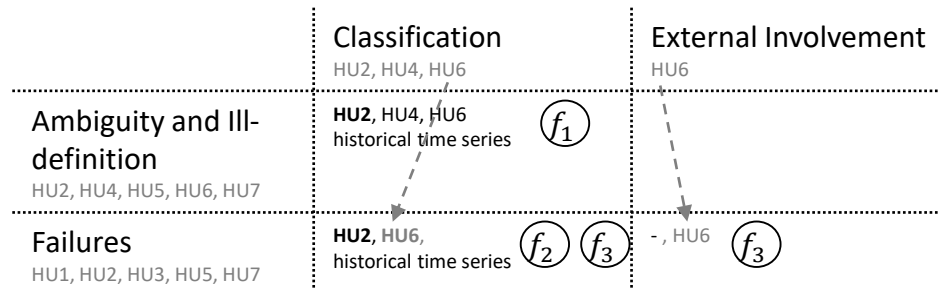 Classification
HU2, HU4, HU6
External Involvement
HU6
Ambiguity and Ill-
definition
HU2, HU4, HU5, HU6, HU7
HU2, HU4, HU6
historical time series
f1
Failures
HU1, HU2, HU3, HU5, HU7
HU2, HU6,
historical time series
f2 f3
- , HU6
f3